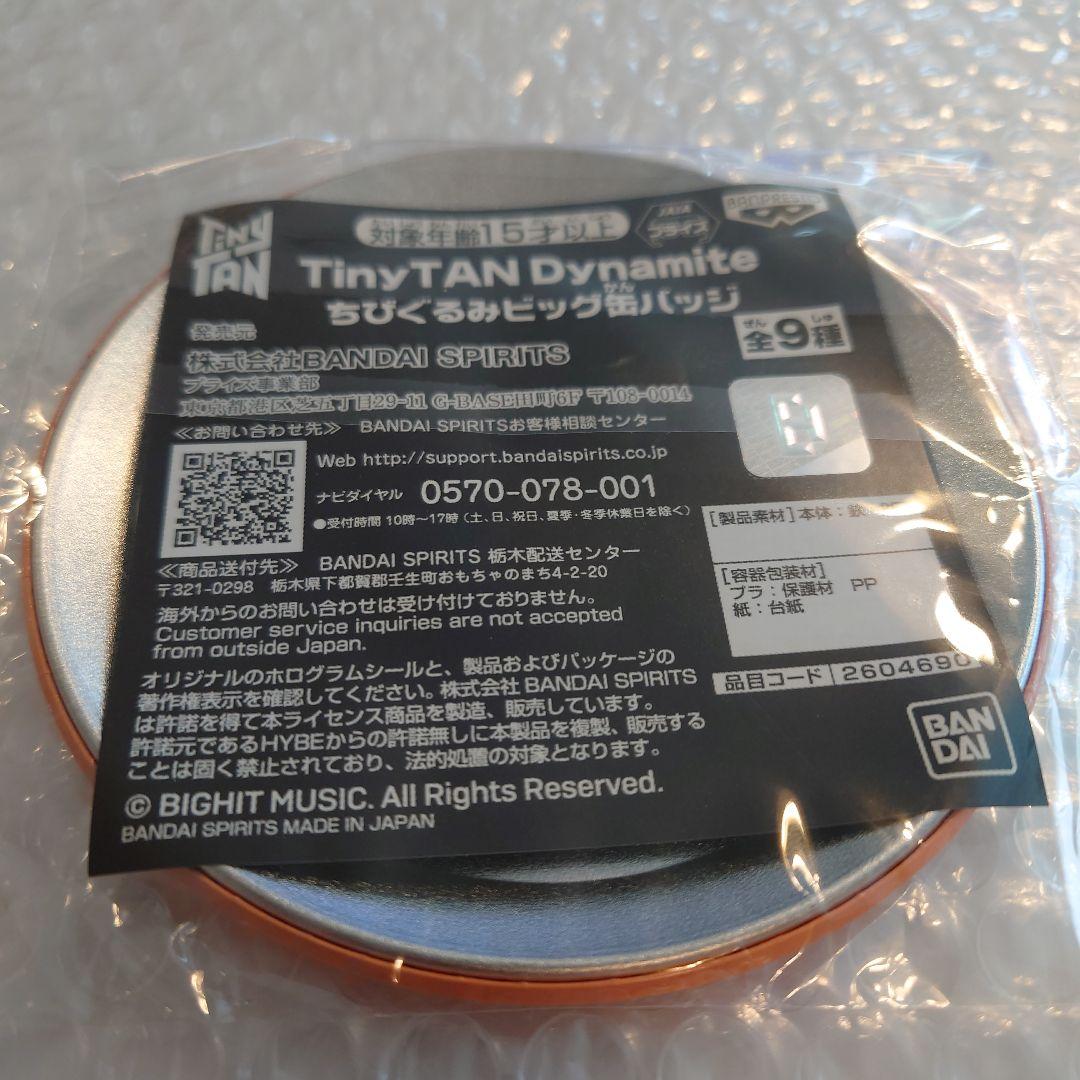 TiNY TAN
対象年齢15才以上
JAIA
プライス
BANPRESTO
TinyTAN Dynamite
ちびぐるみビッグ缶バッジ
かん
全9種
ぜん しゅ
発売元
株式会社BANDAI SPIRITS
プライズ事業部
東京都港区芝五丁目29-11 G-BASE田町6F 〒108-0014
≪お問い合わせ先≫ BANDAI SPIRITSお客様相談センター
Web http://support.bandaispirits.co.jp
ナビダイヤル 0570-078-001
●受付時間 10時~17時 (土、日、祝日、夏季・冬季休業日を除く)
≪商品送付先≫ BANDAI SPIRITS 栃木配送センター
〒321-0298 栃木県下都賀郡壬生町おもちゃのまち4-2-20
海外からのお問い合わせは受け付けておりません。
Customer service inquiries are not accepted
from outside Japan.
オリジナルのホログラムシールと、製品およびパッケージの
著作権表示を確認してください。株式会社 BANDAI SPIRITS
は許諾を得て本ライセンス商品を製造、販売しています。
許諾元であるHYBEからの許諾無しに本製品を複製、販売する
ことは固く禁止されており、法的処置の対象となります。
© BIGHIT MUSIC. All Rights Reserved.
BANDAI SPIRITS MADE IN JAPAN
[製品素材] 本体:鉄
[容器包装材]
プラ:保護材 PP
紙:台紙
品目コード 2604690
BAN
DAI